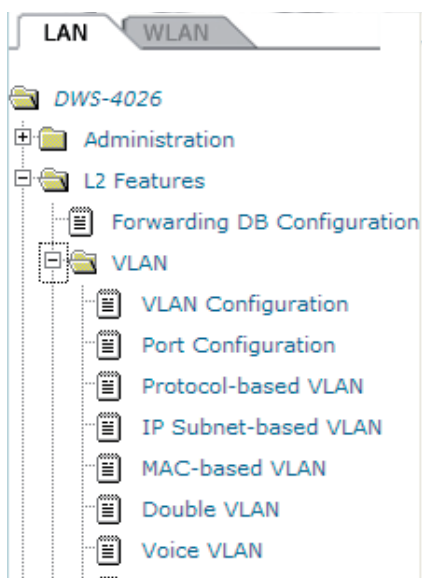 LAN WLAN
DWS-4026
Administration
L2 Features
Forwarding DB Configuration
VLAN
VLAN Configuration
Port Configuration
Protocol-based VLAN
IP Subnet-based VLAN
MAC-based VLAN
Double VLAN
Voice VLAN